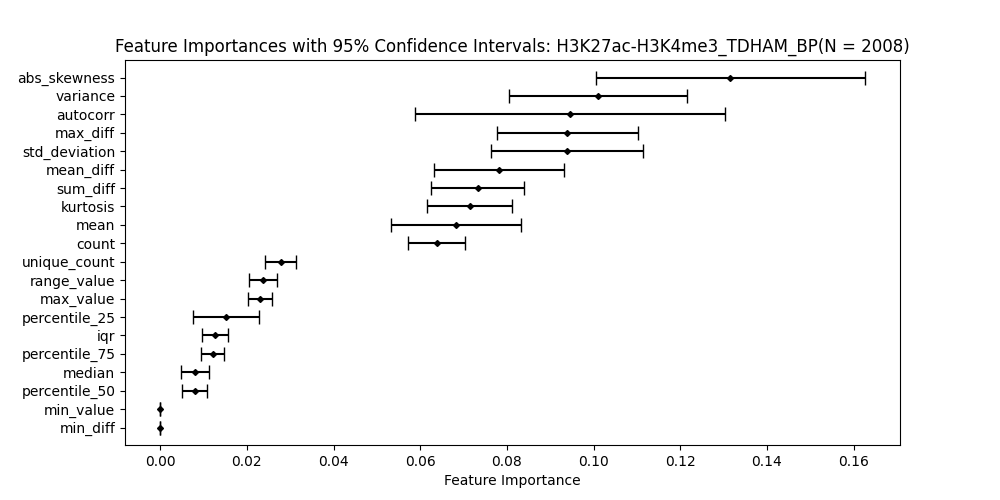 Feature Importances with 95% Confidence Intervals: H3K27ac-H3K4me3_TDHAM_BP(N = 2008)
abs_skewness
variance
autocorr
max_diff
std_deviation
mean_diff
sum_diff
kurtosis
mean
count
unique_count
range_value
max_value
percentile_25
iqr
percentile_75
median
percentile_50
min_value
min_diff
0.00 0.02 0.04 0.06 0.08 0.10 0.12 0.14 0.16
Feature Importance